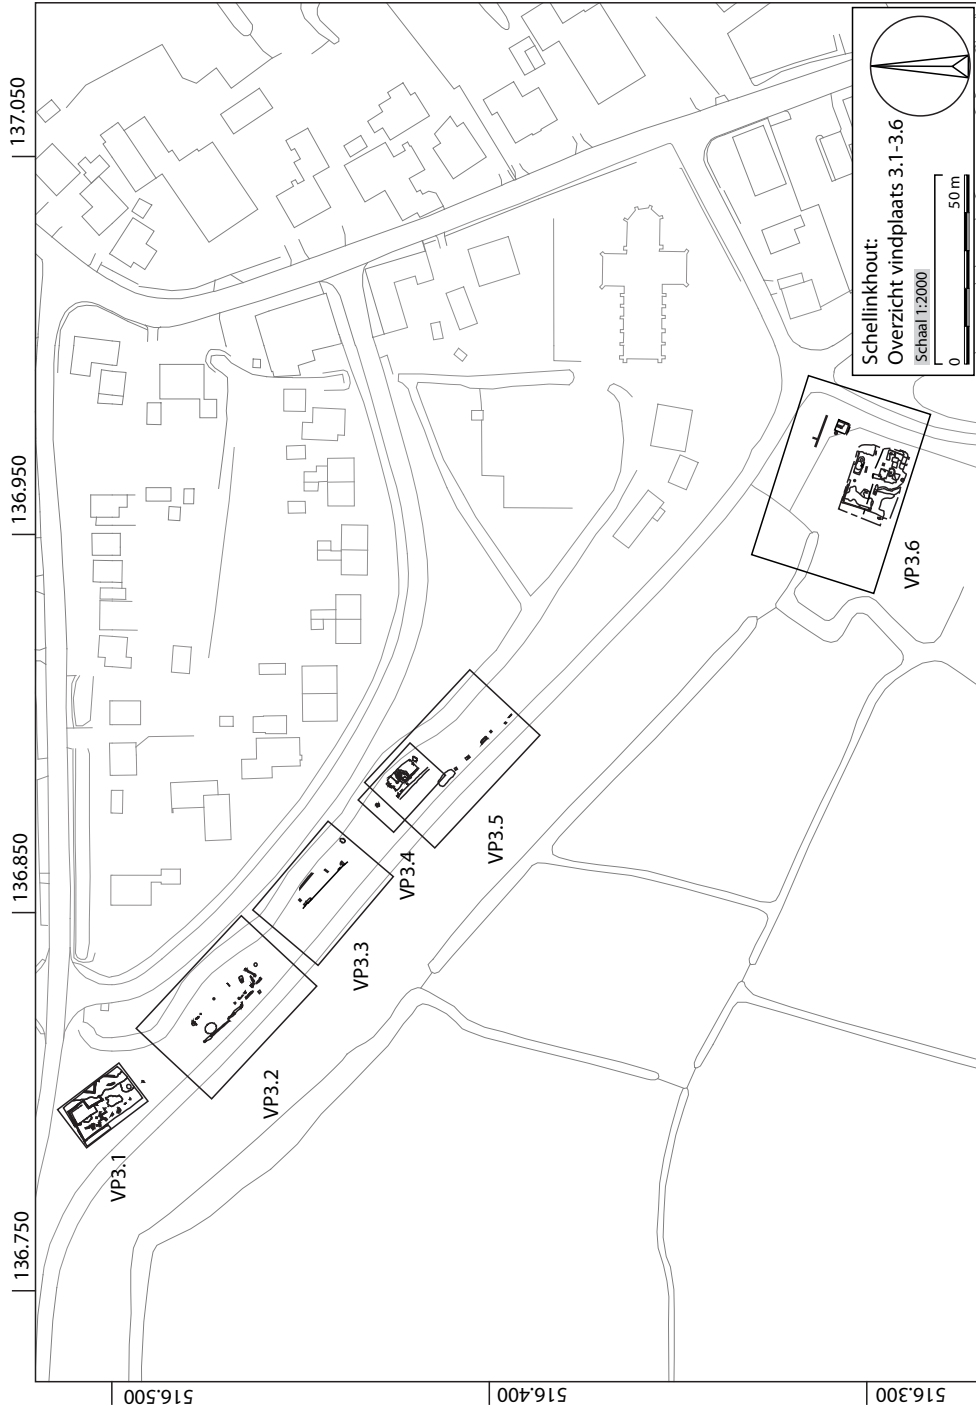 137.050
136.950
136.850
136.750
516.500
516.400
516.300
VP3.1
VP3.2
VP3.3
VP3.4
VP3.5
VP3.6
Schellinkhout:
Overzicht vindplaats 3.1-3.6
Schaal 1:2000
0 50 m